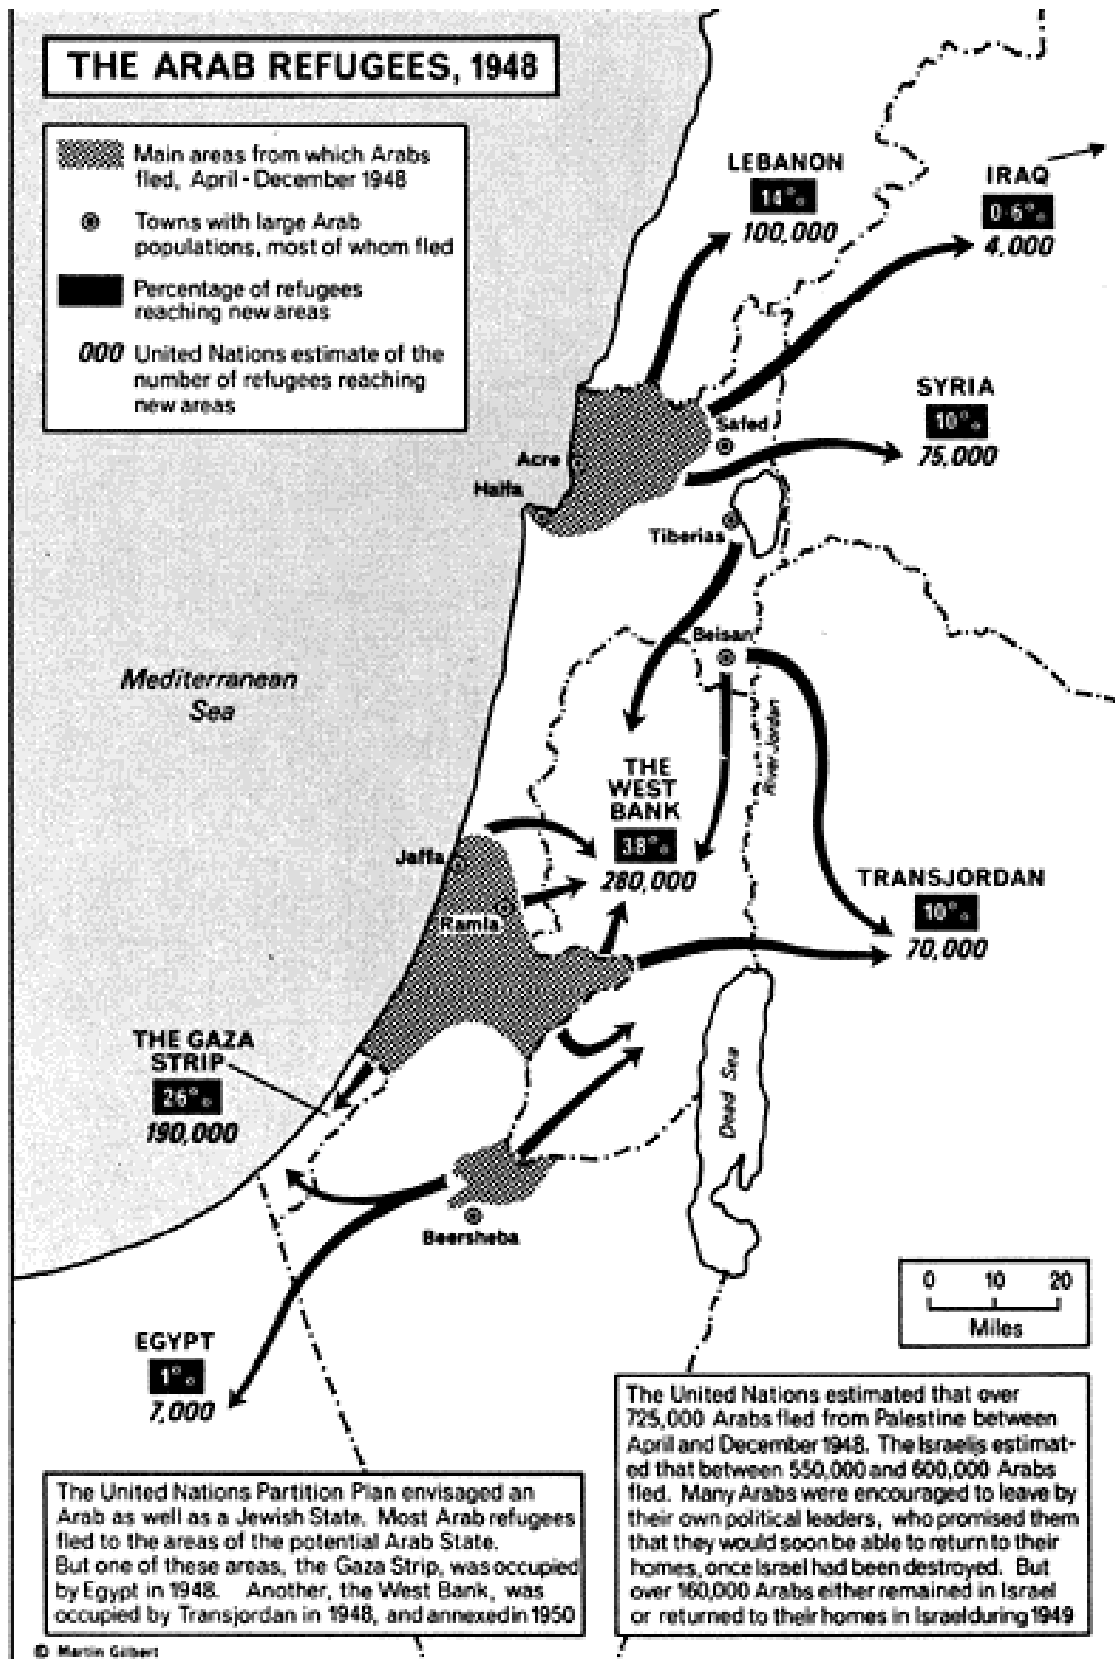 THE ARAB REFUGEES, 1948
Main areas from which Arabs
fled, April - December 1948
Towns with large Arab
populations, most of whom fled
Percentage of refugees
reaching new areas
000 United Nations estimate of the
number of refugees reaching
new areas
LEBANON
14%
100,000
IRAQ
0·6%
4,000
SYRIA
10%
75,000
Safed
Acre
Haifa
Tiberias
Beisan
Mediterranean
Sea
River Jordan
THE
WEST
BANK
38%
280,000
Jaffa
Ramla
TRANSJORDAN
10%
70,000
THE GAZA
STRIP
26%
190,000
Dead Sea
Beersheba
EGYPT
1%
7,000
0 10 20
Miles
The United Nations Partition Plan envisaged an
Arab as well as a Jewish State. Most Arab refugees
fled to the areas of the potential Arab State.
But one of these areas, the Gaza Strip, was occupied
by Egypt in 1948. Another, the West Bank, was
occupied by Transjordan in 1948, and annexed in 1950
The United Nations estimated that over
725,000 Arabs fled from Palestine between
April and December 1948. The Israelis estimat-
ed that between 550,000 and 600,000 Arabs
fled. Many Arabs were encouraged to leave by
their own political leaders, who promised them
that they would soon be able to return to their
homes, once Israel had been destroyed. But
over 160,000 Arabs either remained in Israel
or returned to their homes in Israel during 1949
© Martin Gilbert